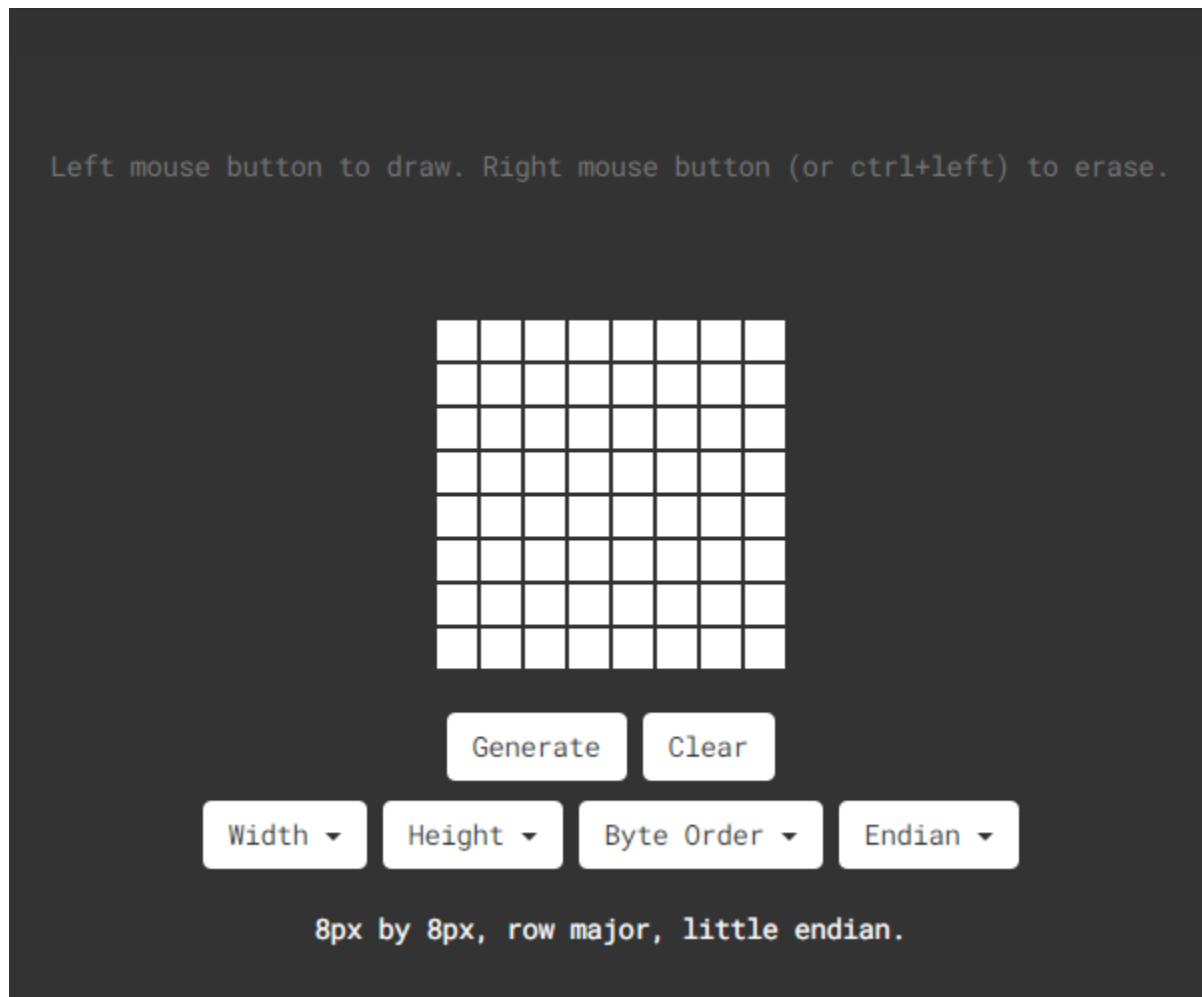 Left mouse button to draw. Right mouse button (or ctrl+left) to erase.
Generate Clear
Width Height Byte Order Endian
8px by 8px, row major, little endian.